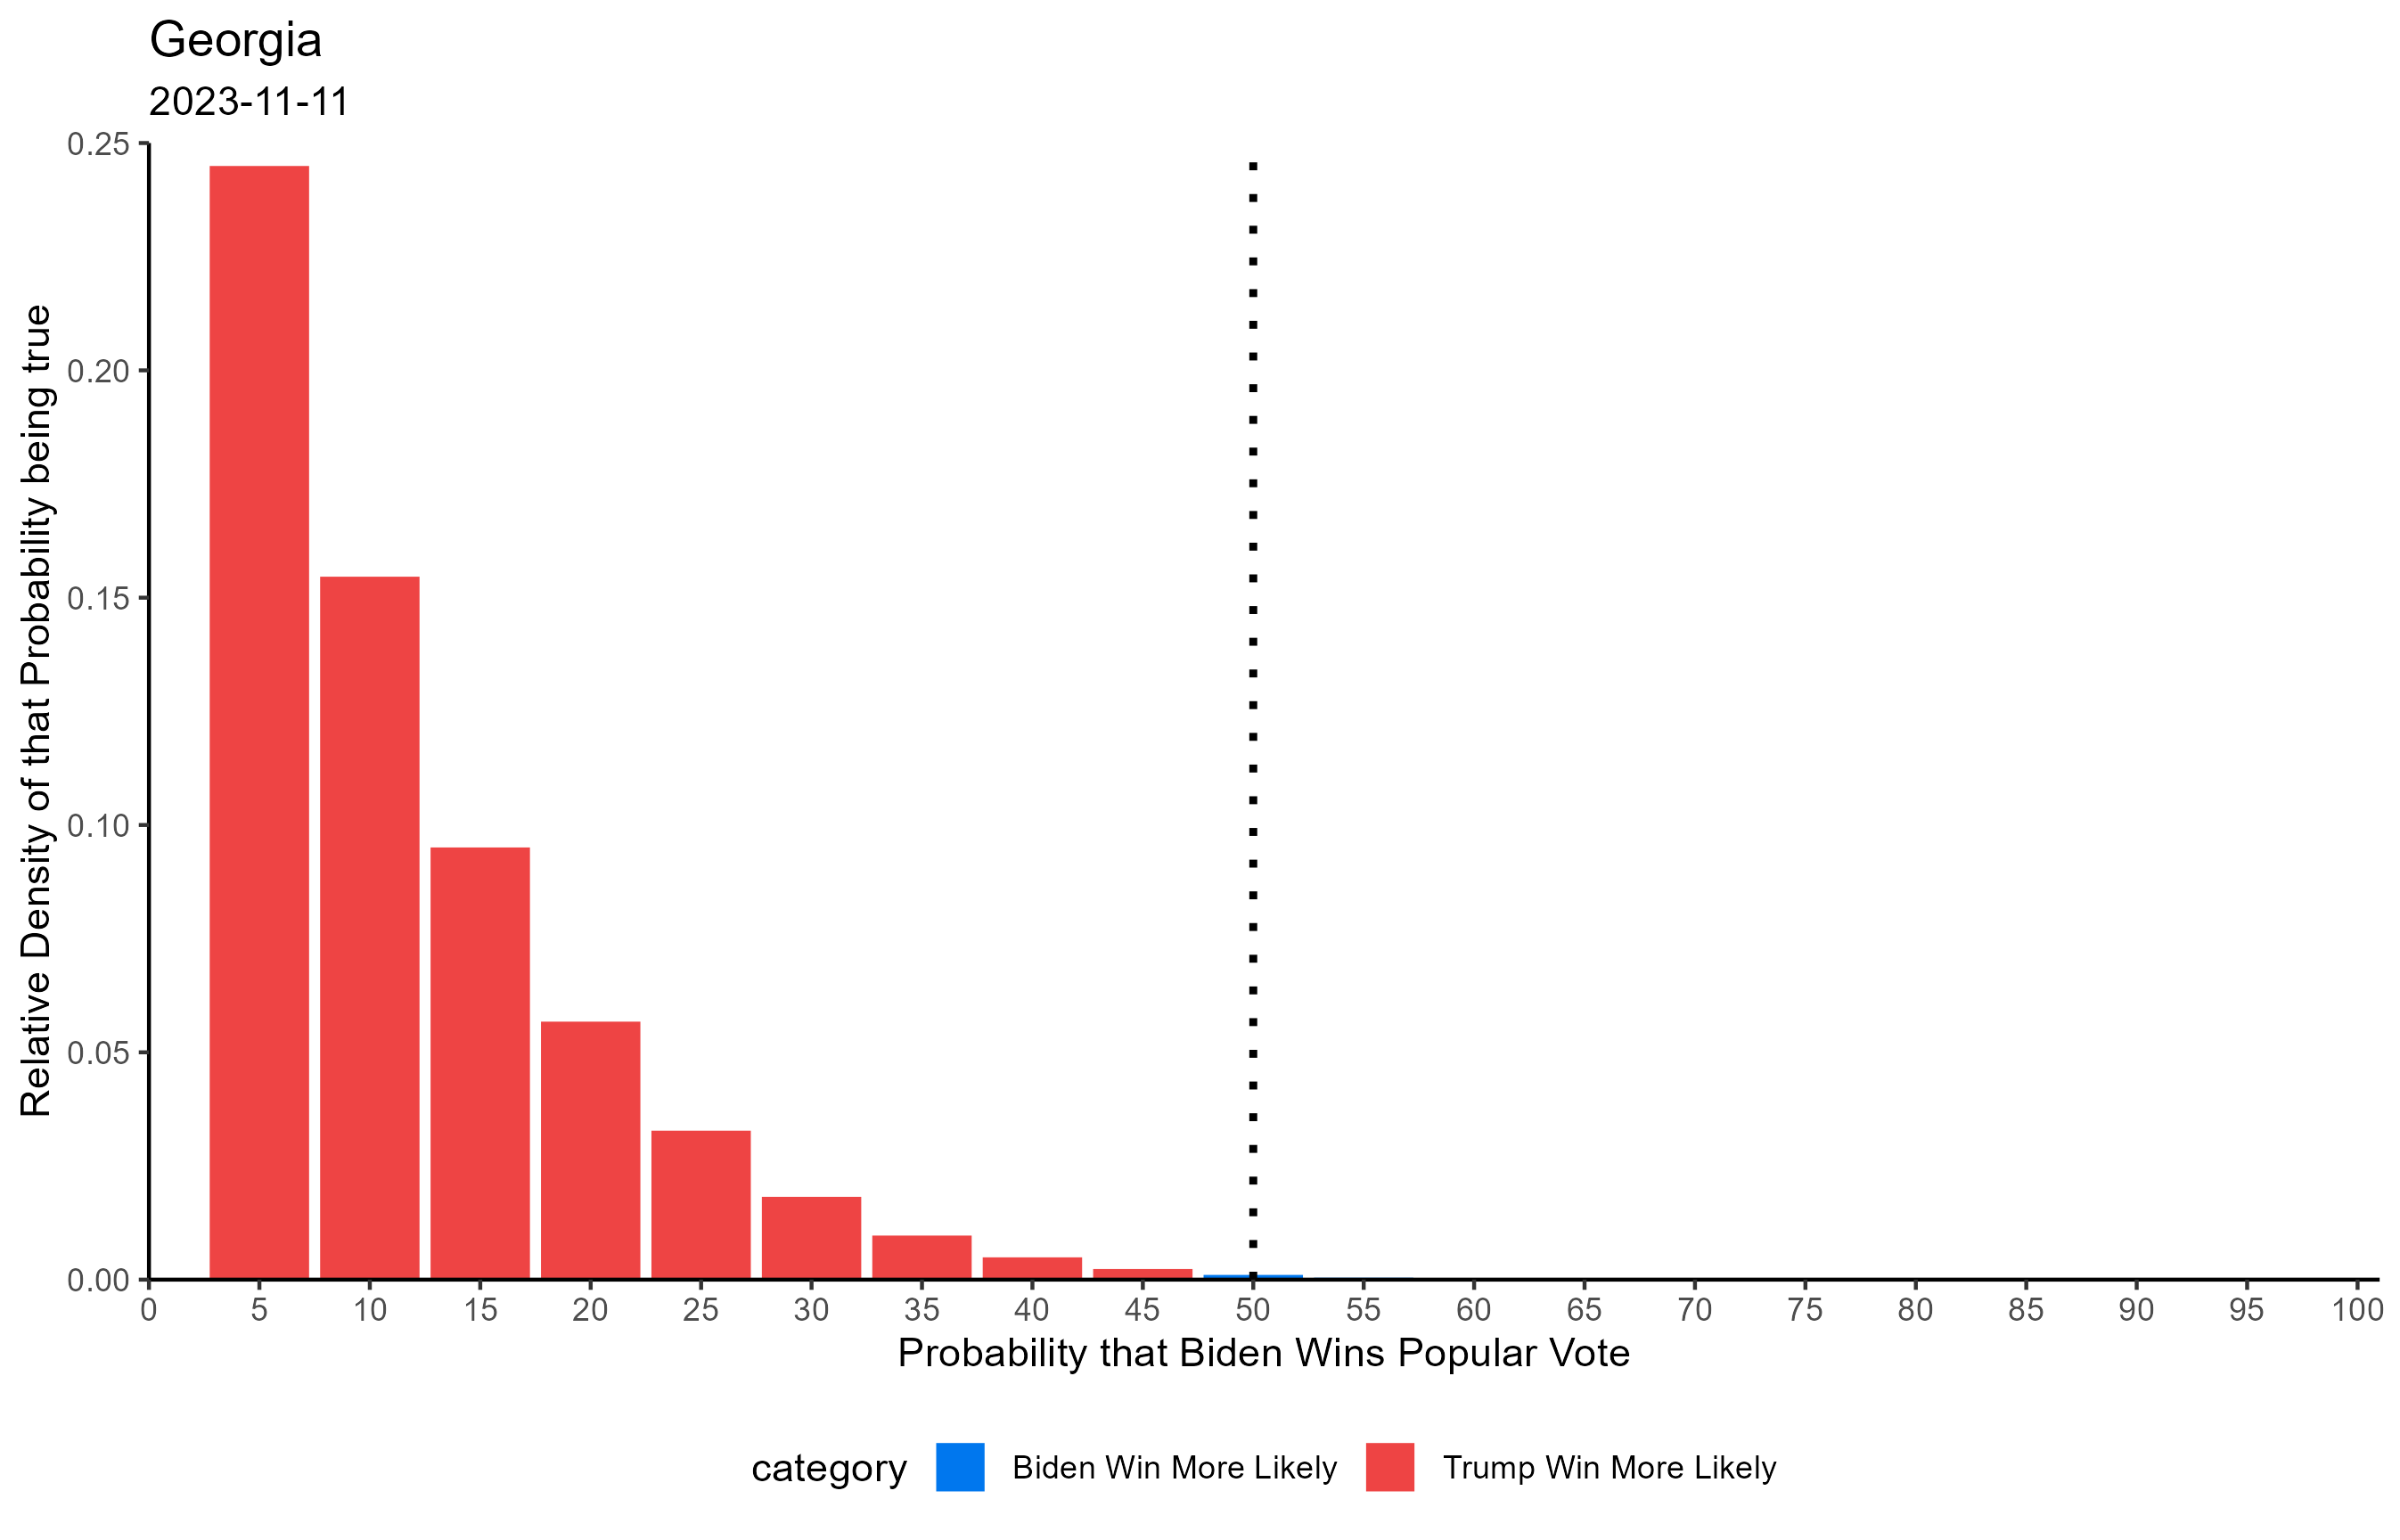 Georgia
2023-11-11
Relative Density of that Probability being true
0.25
0.20
0.15
0.10
0.05
0.00
0 5 10 15 20 25 30 35 40 45 50 55 60 65 70 75 80 85 90 95 100
Probability that Biden Wins Popular Vote
category Biden Win More Likely Trump Win More Likely